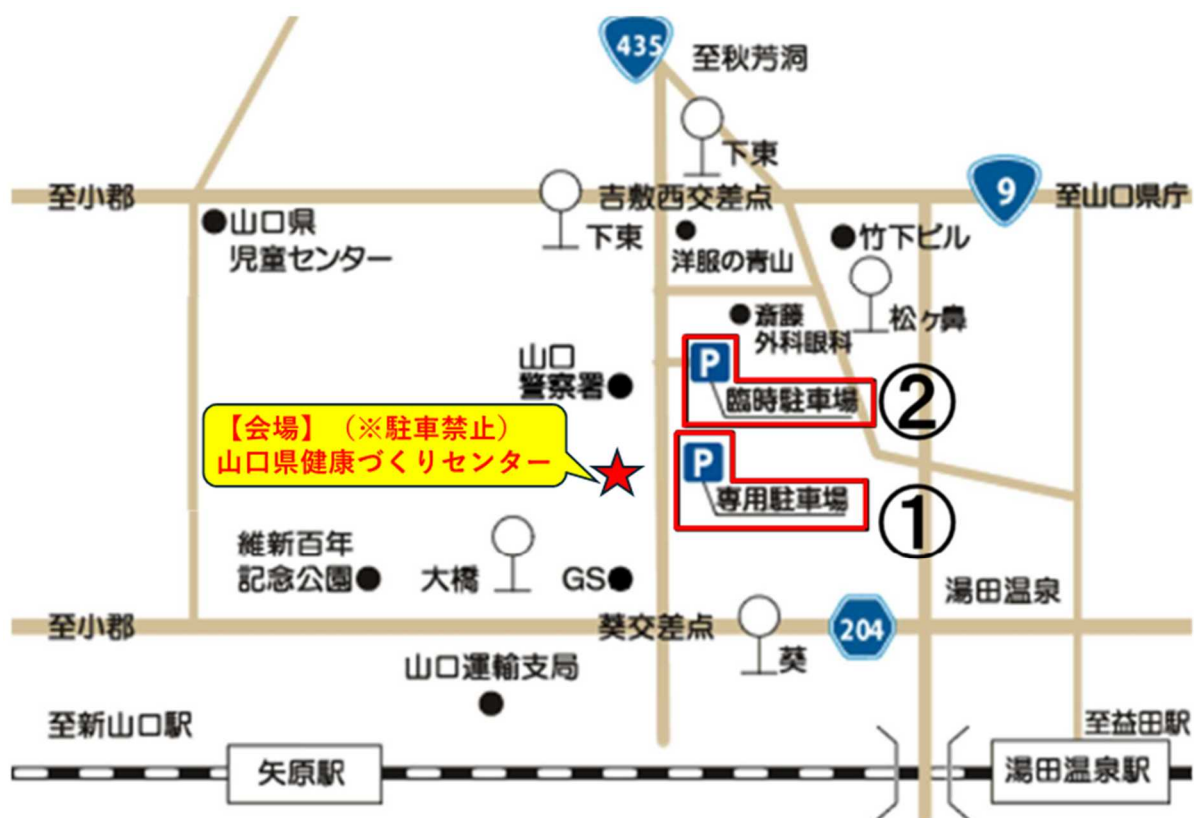 435
至秋芳洞
下東
至小郡
吉敷西交差点
9
至山口県庁
山口県
児童センター
下東
洋服の青山
竹下ビル
松ヶ鼻
斎藤
外科眼科
山口
警察署
P
臨時駐車場
②
【会場】（※駐車禁止）
山口県健康づくりセンター
P
専用駐車場
①
維新百年
記念公園
大橋
GS
湯田温泉
至小郡
葵交差点
204
葵
山口運輸支局
至新山口駅
至益田駅
矢原駅
湯田温泉駅